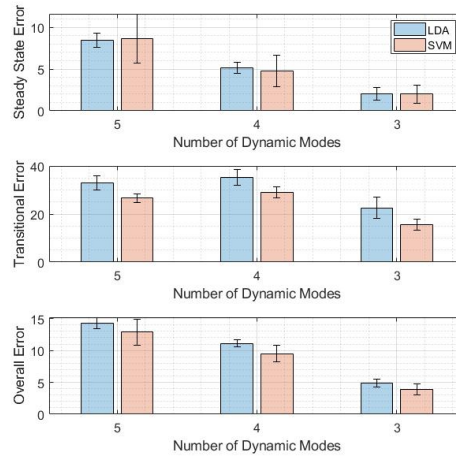 Steady State Error
10
5
0
LDA
SVM
5 4 3
Number of Dynamic Modes
Transitional Error
40
20
0
5 4 3
Number of Dynamic Modes
Overall Error
15
10
5
0
5 4 3
Number of Dynamic Modes